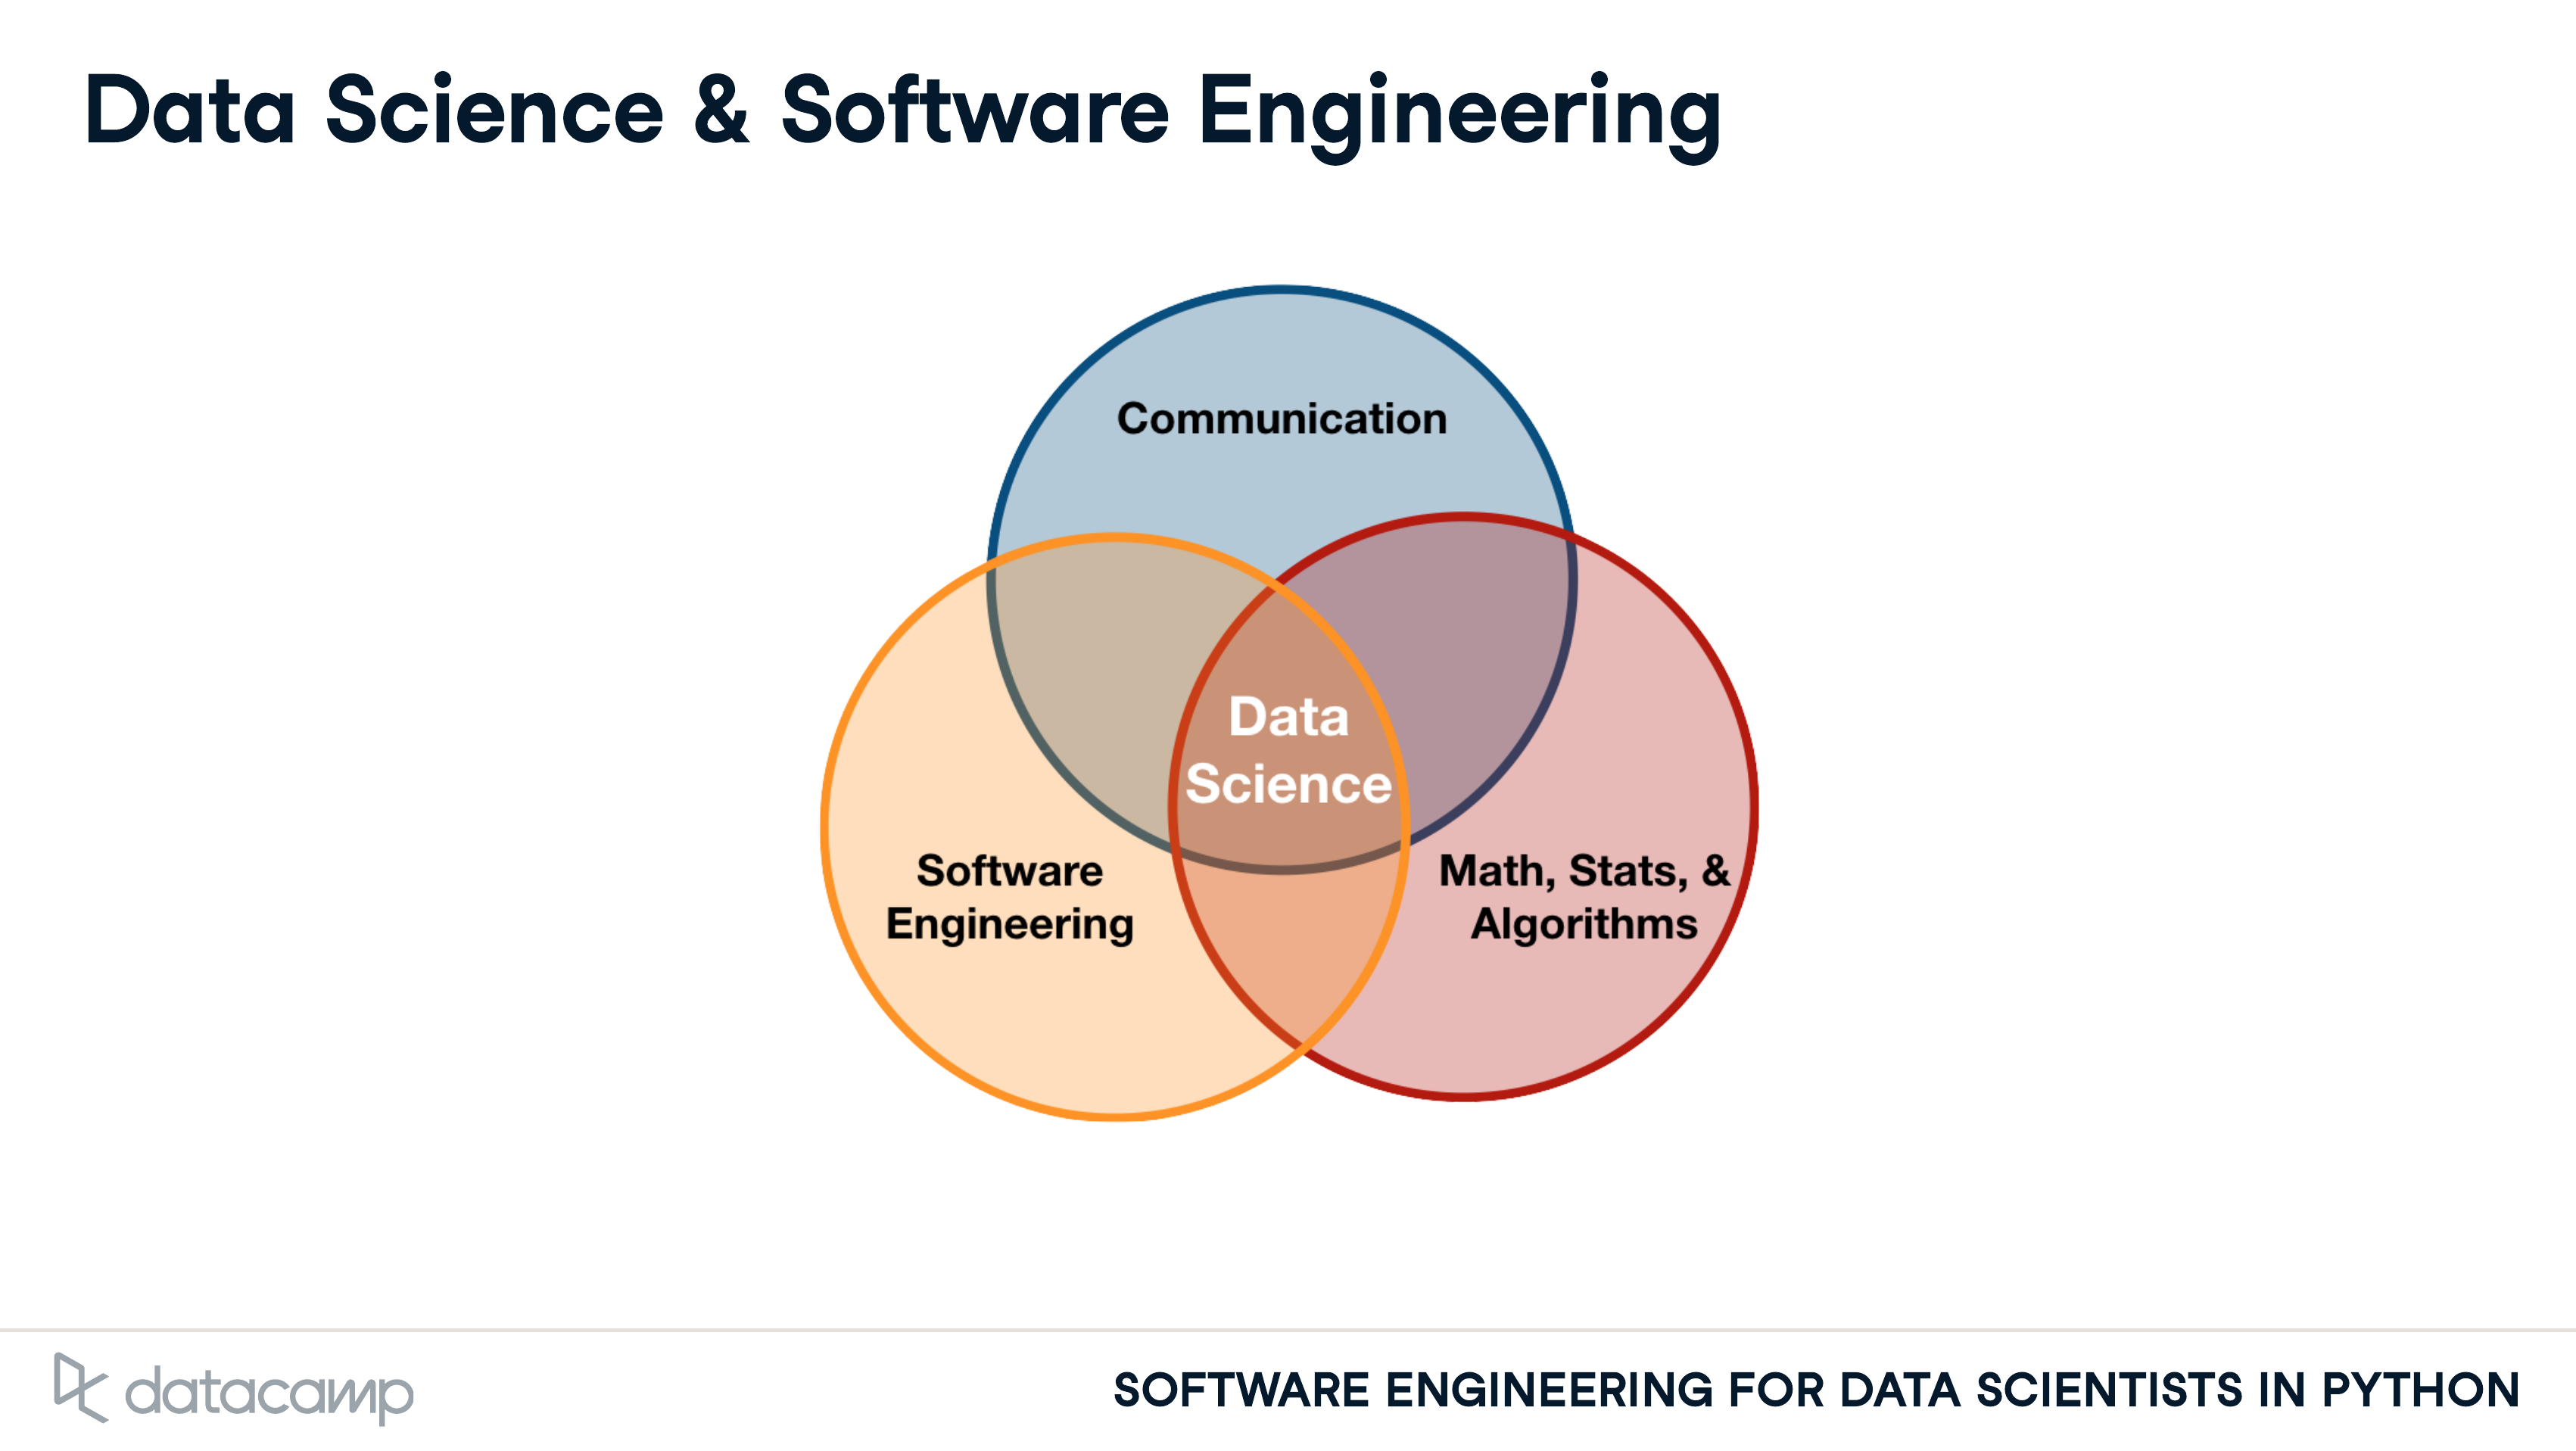 Data Science & Software Engineering
Communication
Data
Science
Software
Engineering
Math, Stats, &
Algorithms
datacamp
SOFTWARE ENGINEERING FOR DATA SCIENTISTS IN PYTHON